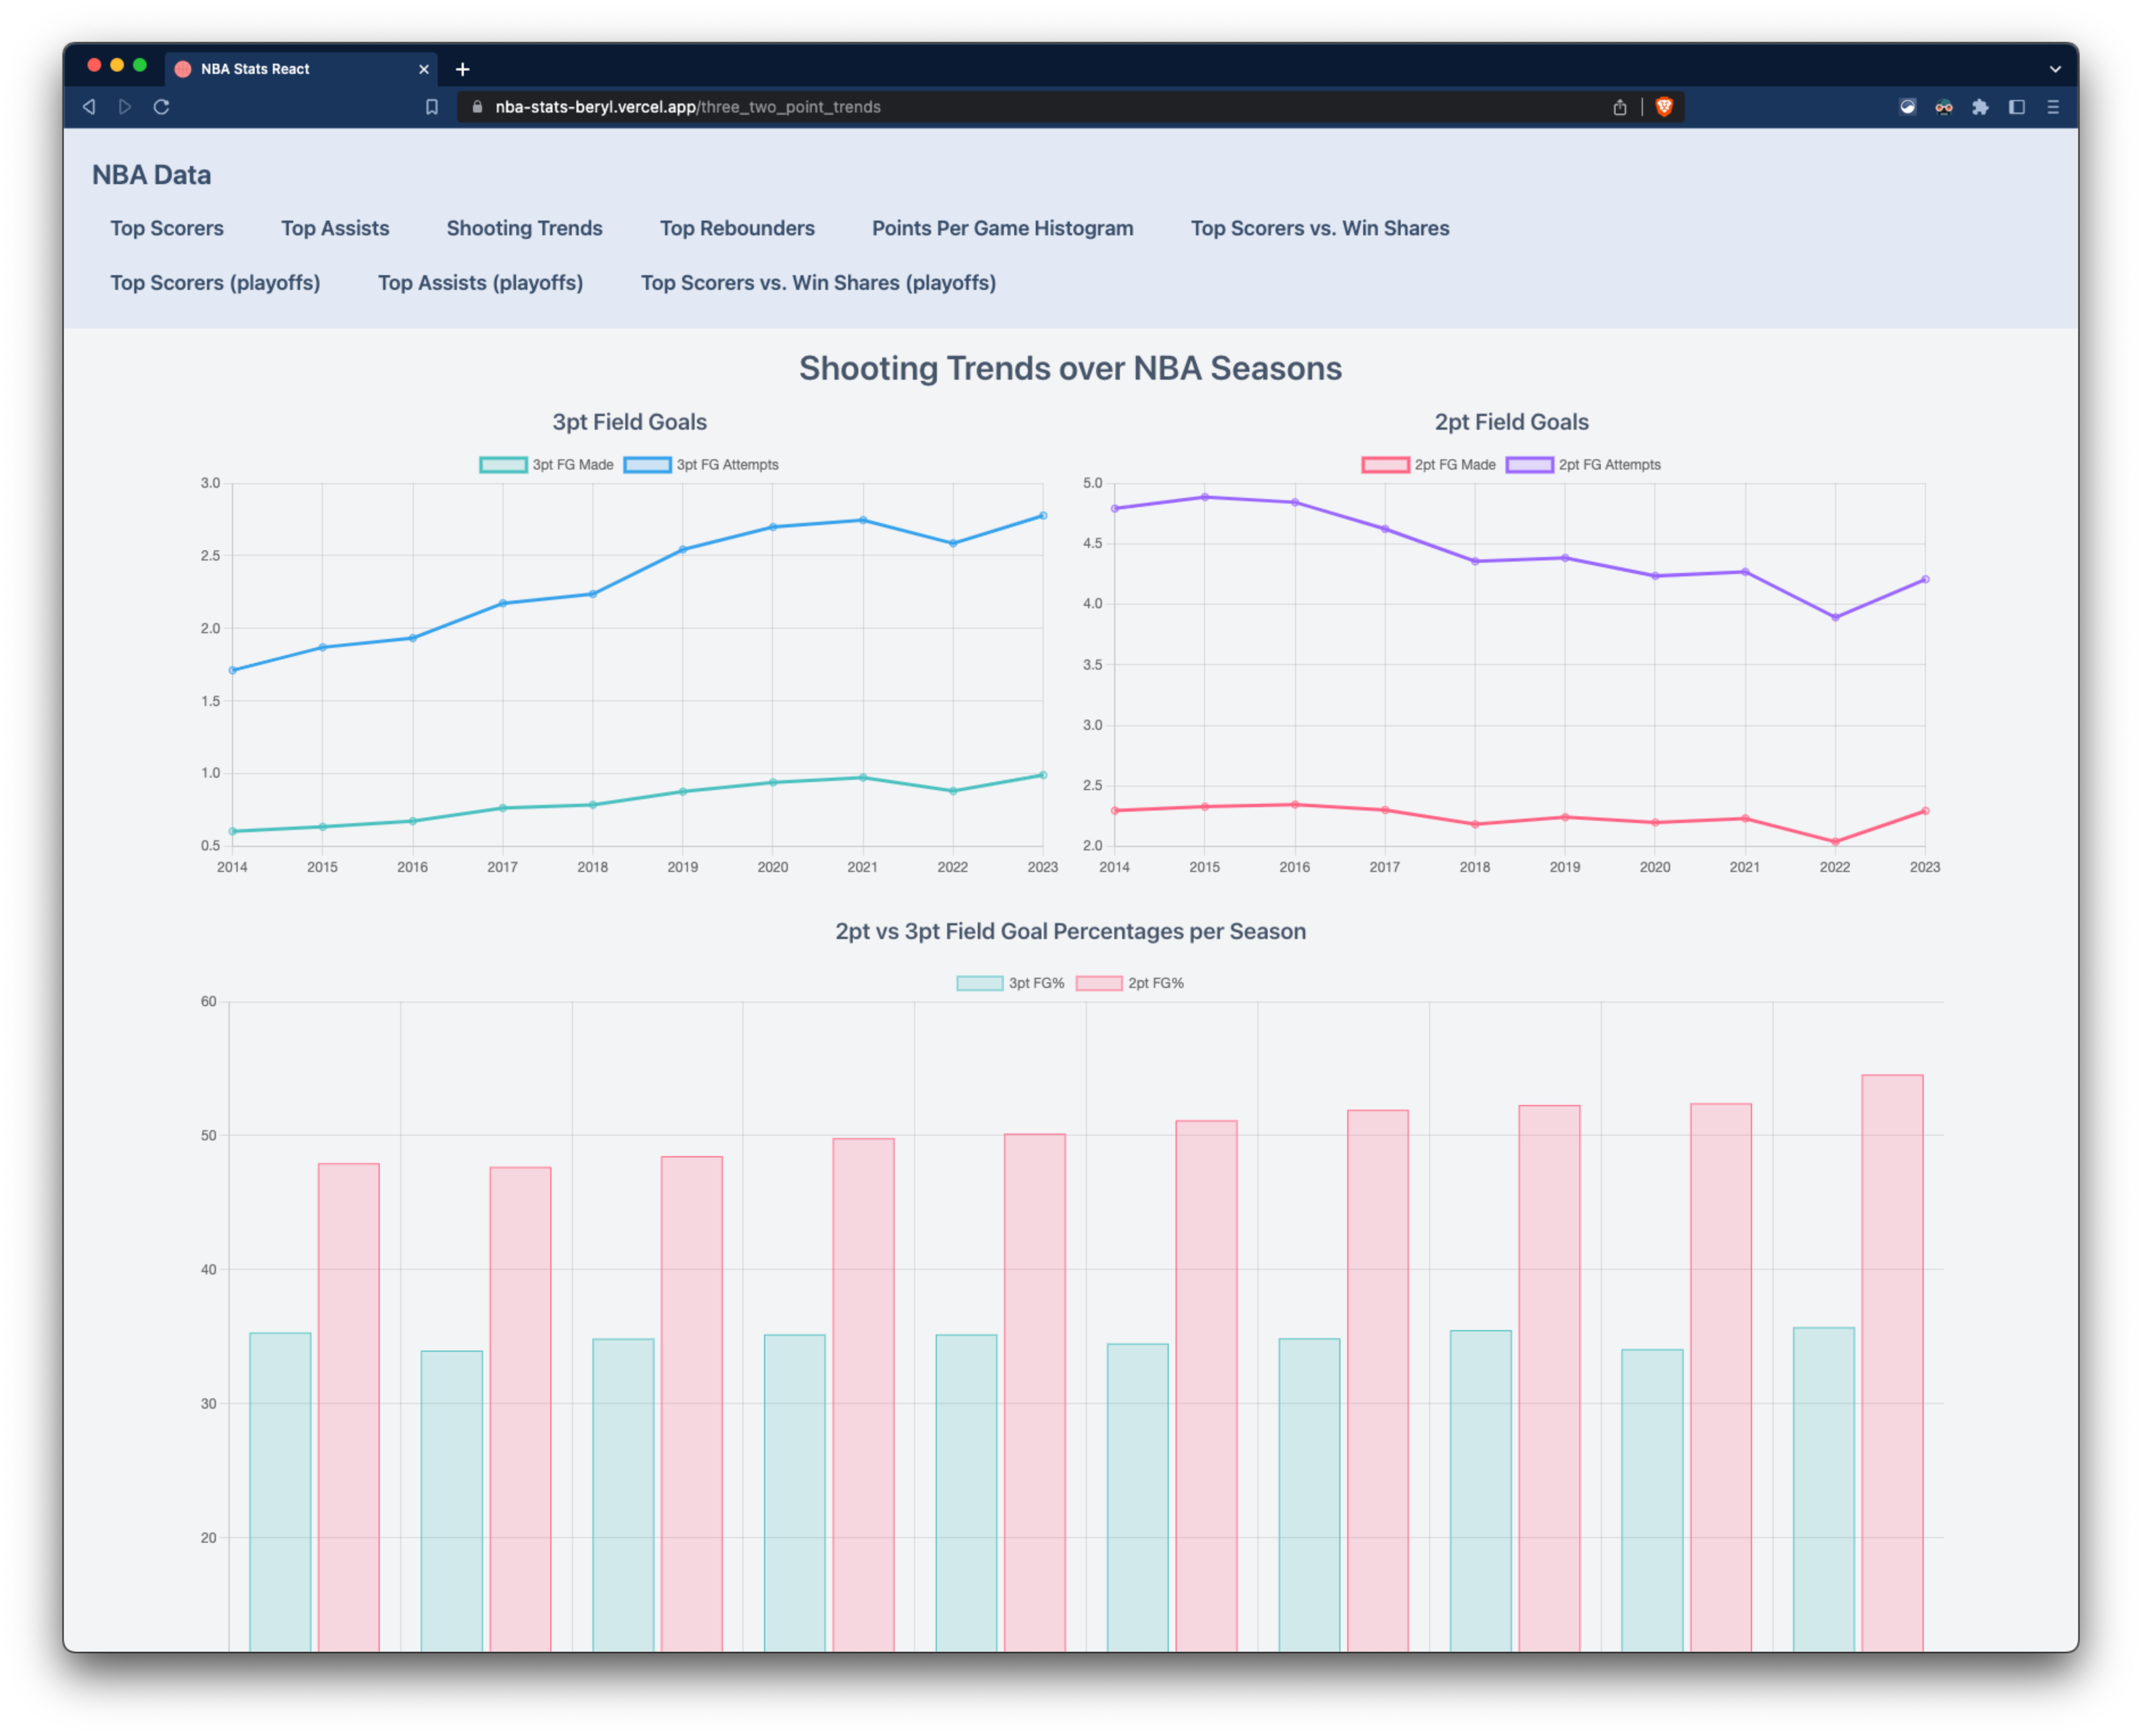 NBA Stats React
nba-stats-beryl.vercel.app/three_two_point_trends
NBA Data
Top Scorers Top Assists Shooting Trends Top Rebounders Points Per Game Histogram Top Scorers vs. Win Shares
Top Scorers (playoffs) Top Assists (playoffs) Top Scorers vs. Win Shares (playoffs)
Shooting Trends over NBA Seasons
3pt Field Goals
3pt FG Made 3pt FG Attempts
3.0
2.5
2.0
1.5
1.0
0.5
2014 2015 2016 2017 2018 2019 2020 2021 2022 2023
2pt Field Goals
2pt FG Made 2pt FG Attempts
5.0
4.5
4.0
3.5
3.0
2.5
2.0
2014 2015 2016 2017 2018 2019 2020 2021 2022 2023
2pt vs 3pt Field Goal Percentages per Season
3pt FG% 2pt FG%
60
50
40
30
20